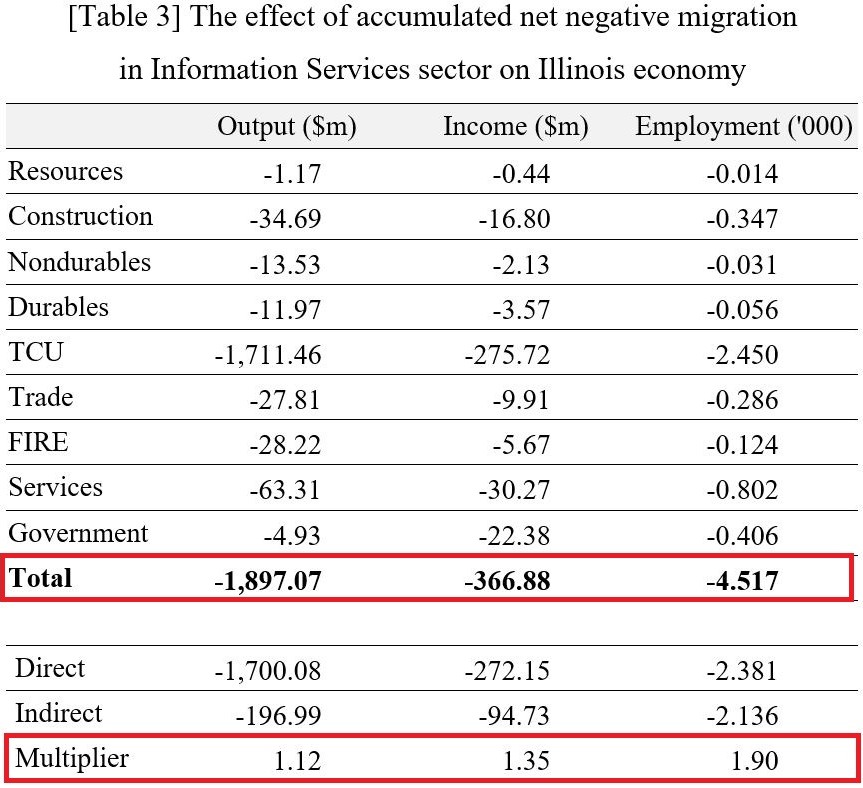 [Table 3] The effect of accumulated net negative migration
in Information Services sector on Illinois economy
Output ($m) Income ($m) Employment ('000)
Resources -1.17 -0.44 -0.014
Construction -34.69 -16.80 -0.347
Nondurables -13.53 -2.13 -0.031
Durables -11.97 -3.57 -0.056
TCU -1,711.46 -275.72 -2.450
Trade -27.81 -9.91 -0.286
FIRE -28.22 -5.67 -0.124
Services -63.31 -30.27 -0.802
Government -4.93 -22.38 -0.406
Total -1,897.07 -366.88 -4.517
Direct -1,700.08 -272.15 -2.381
Indirect -196.99 -94.73 -2.136
Multiplier 1.12 1.35 1.90